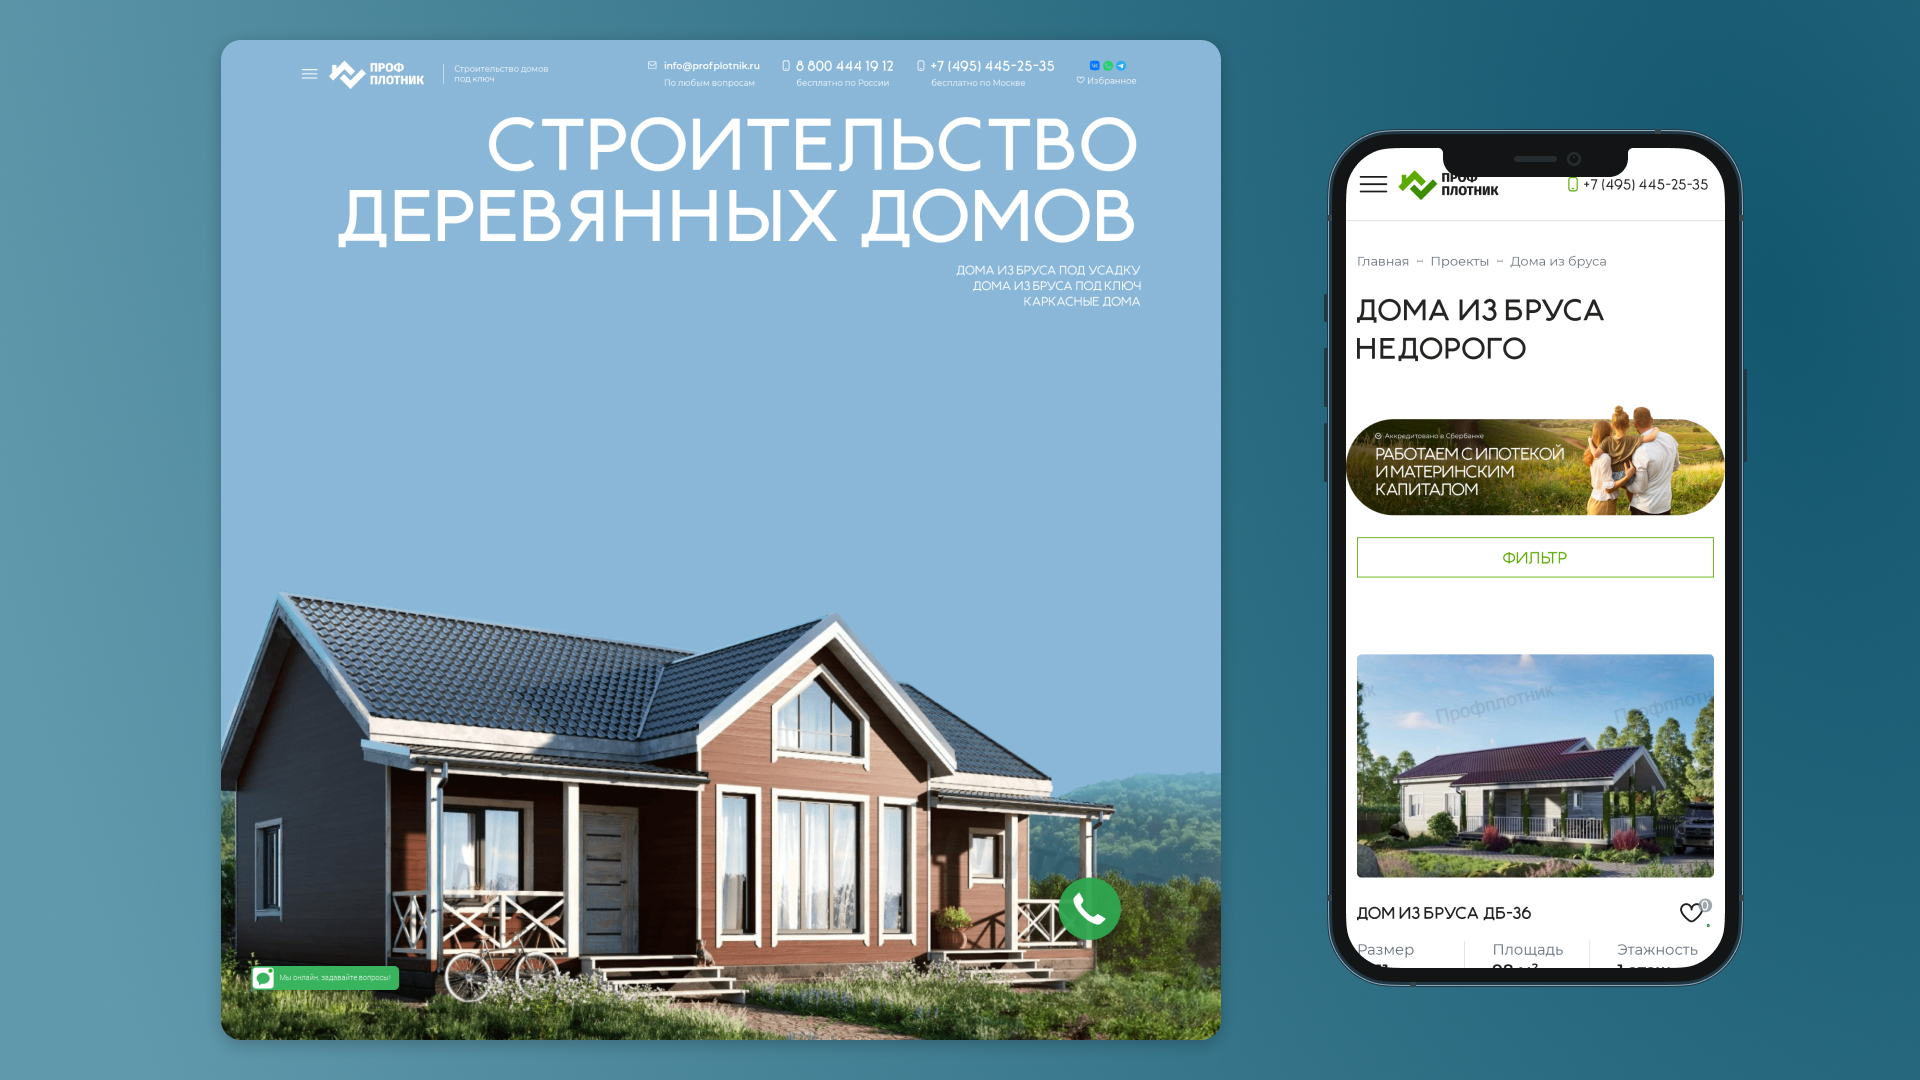 ПРОФ
ПЛОТНИК
Строительство домов
под ключ
info@profplotnik.ru
По любым вопросам
8 800 444 19 12
бесплатно по России
+7 (495) 445-25-35
бесплатно по Москве
Избранное
СТРОИТЕЛЬСТВО
ДЕРЕВЯННЫХ ДОМОВ
ДОМА ИЗ БРУСА ПОД УСАДКУ
ДОМА ИЗ БРУСА ПОД КЛЮЧ
КАРКАСНЫЕ ДОМА
Мы онлайн, задавайте вопросы!
ПРОФ
ПЛОТНИК
+7 (495) 445-25-35
Главная – Проекты – Дома из бруса
ДОМА ИЗ БРУСА
НЕДОРОГО
Аккредитовано в Сбербанке
РАБОТАЕМ С ИПОТЕКОЙ
И МАТЕРИНСКИМ
КАПИТАЛОМ
ФИЛЬТР
Профплотник
ДОМ ИЗ БРУСА ДБ-36
0
Размер Площадь Этажность